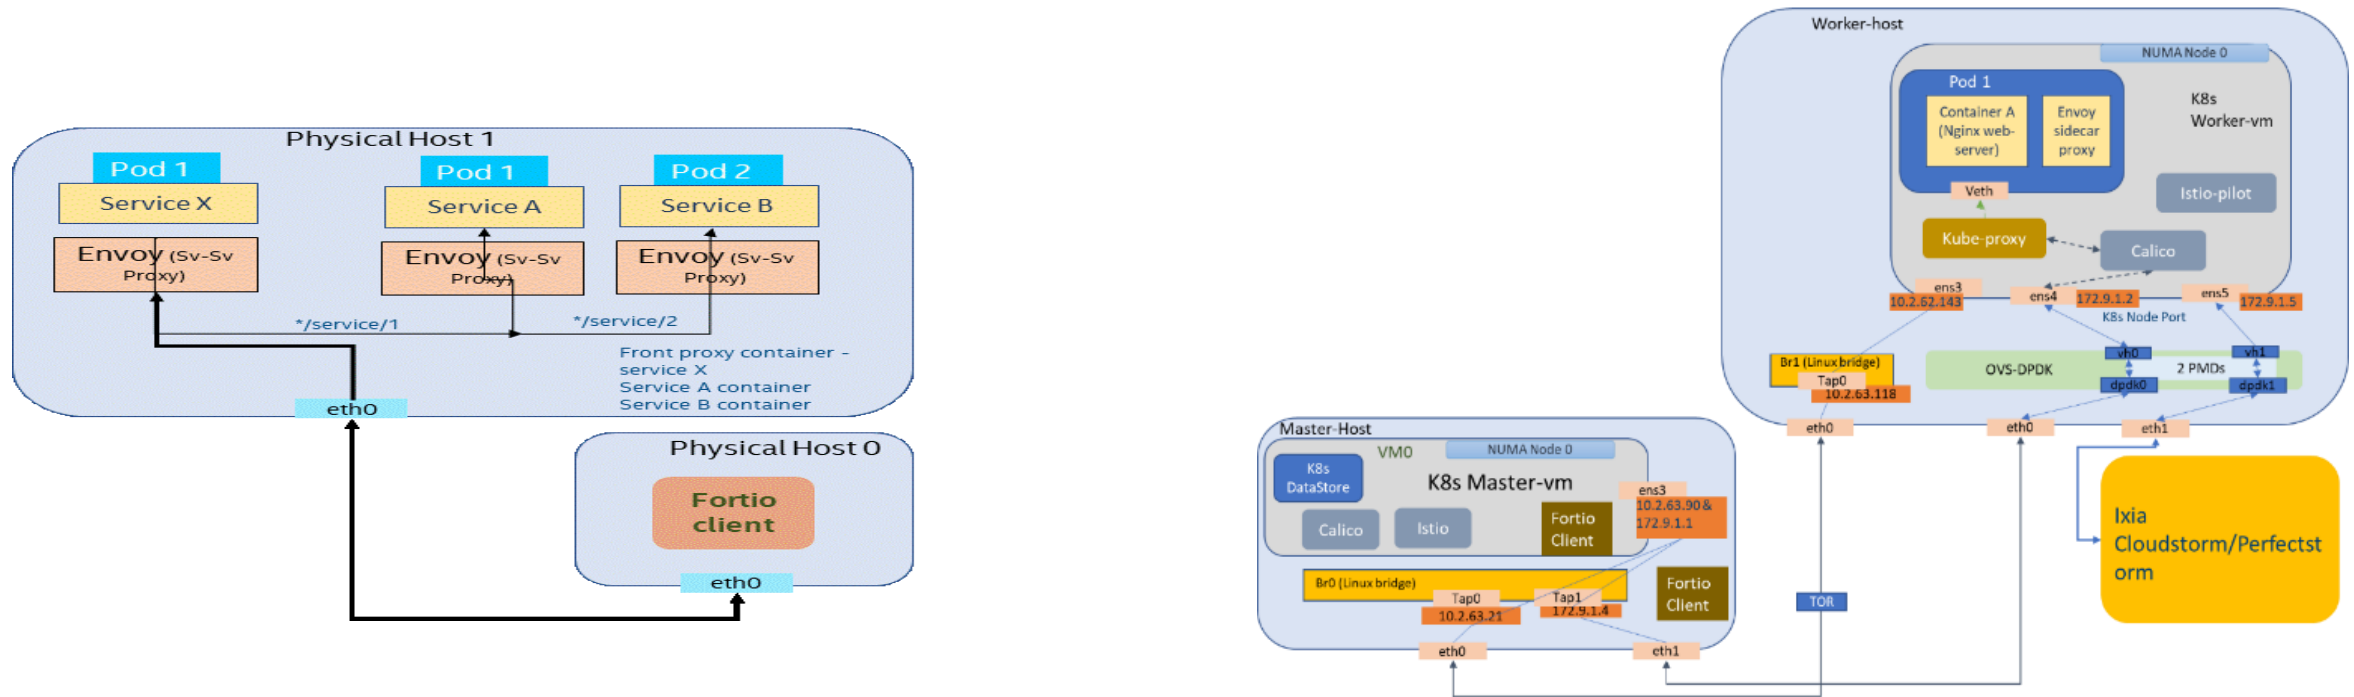 Physical Host 1
Pod 1
Service X
Envoy (Sv-Sv
Proxy)
Pod 1
Service A
Envoy (Sv-Sv
Proxy)
Pod 2
Service B
Envoy (Sv-Sv
Proxy)
*/service/1
*/service/2
Front proxy container -
service X
Service A container
Service B container
eth0
Physical Host 0
Fortio
client
eth0
Worker-host
NUMA Node 0
Pod 1
Container A
(Nginx web-
server)
Envoy
sidecar
proxy
K8s
Worker-vm
Veth
Istio-pilot
Kube-proxy
Calico
ens3
10.2.62.143
ens4
172.9.1.2
ens5
172.9.1.5
K8s Node Port
Br1 (Linux bridge)
Tap0
10.2.63.118
OVS-DPDK
vh0
2 PMDs
vh1
dpdk0
dpdk1
eth0
eth0
eth1
Master-Host
VM0
NUMA Node 0
K8s
DataStore
K8s Master-vm
Calico
Istio
Fortio
Client
ens3
10.2.63.90 &
172.9.1.1
Br0 (Linux bridge)
Tap0
10.2.63.21
Tap1
172.9.1.4
Fortio
Client
eth0
eth1
TOR
Ixia
Cloudstorm/Perfectst
orm